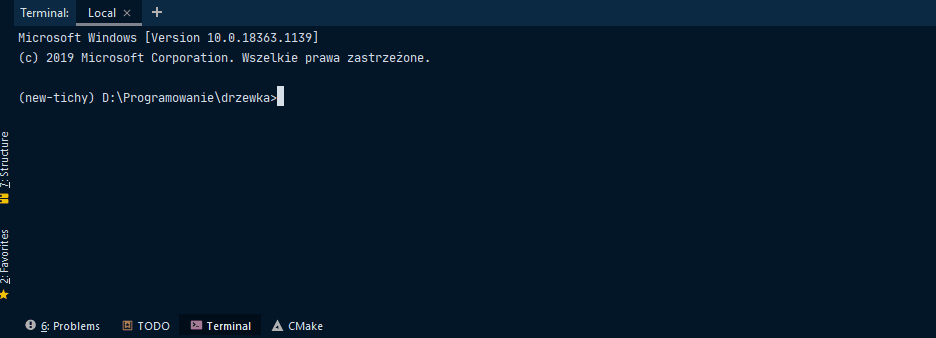 Terminal: Local × +
Microsoft Windows [Version 10.0.18363.1139]
(c) 2019 Microsoft Corporation. Wszelkie prawa zastrzeżone.
(new-tichy) D:\Programowanie\drzewka>
7: Structure
2: Favorites
6: Problems TODO Terminal CMake